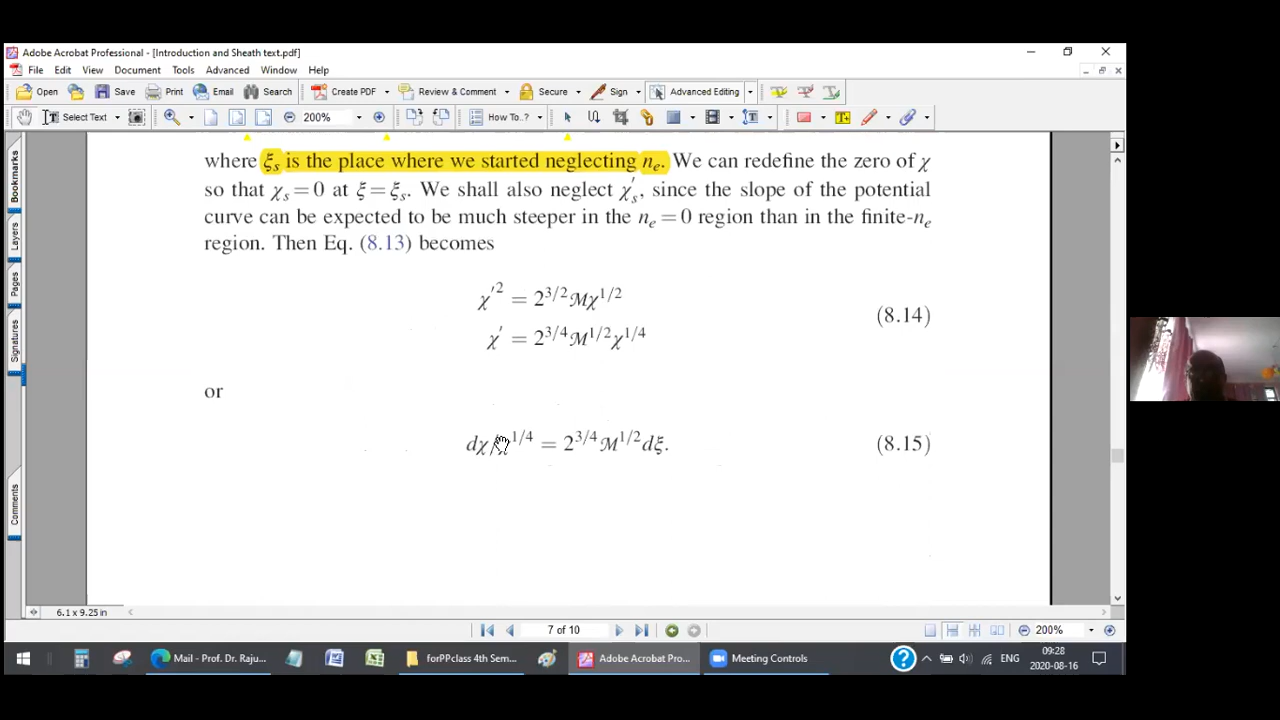 Adobe Acrobat Professional - [Introduction and Sheath text.pdf]
File Edit View Document Tools Advanced Window Help
Open Save Print Email Search Create PDF Review & Comment Secure Sign Advanced Editing
Select Text 200% How To..?
Bookmarks
Layers
Pages
Signatures
Comments
where ξₛ is the place where we started neglecting nₑ. We can redefine the zero of χ
so that χₛ = 0 at ξ = ξₛ. We shall also neglect χ′ₛ, since the slope of the potential
curve can be expected to be much steeper in the nₑ = 0 region than in the finite-nₑ
region. Then Eq. (8.13) becomes
χ′² = 2^{3/2}ℳχ^{1/2}
(8.14)
χ′ = 2^{3/4}ℳ^{1/2}χ^{1/4}
or
dχ/ ^{1/4} = 2^{3/4}ℳ^{1/2}dξ. (8.15)
6.1 x 9.25 in
7 of 10 200%
Mail - Prof. Dr. Raju... forPPclass 4th Sem... Adobe Acrobat Pro... Meeting Controls ENG 09:28
2020-08-16